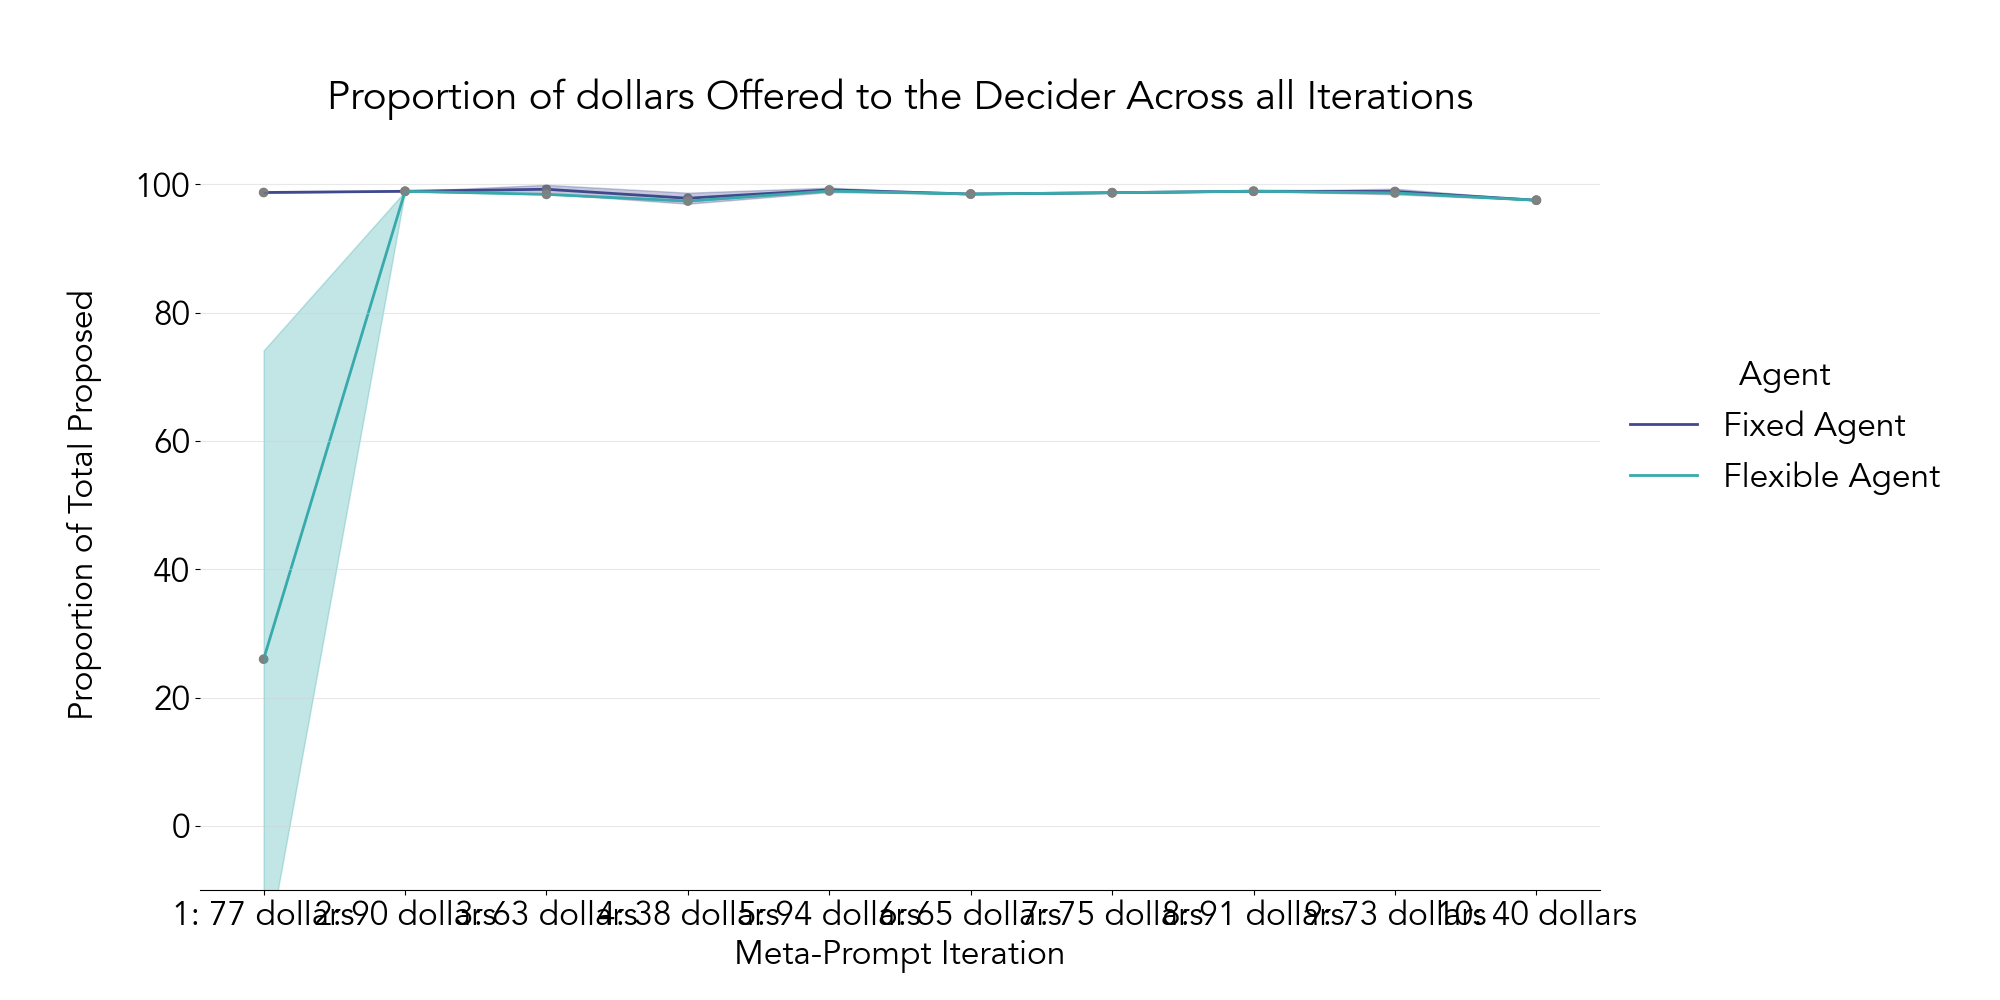 Proportion of dollars Offered to the Decider Across all Iterations
Proportion of Total Proposed
100
80
60
40
20
0
1: 77 dollars
2: 90 dollars
3: 63 dollars
4: 38 dollars
5: 94 dollars
6: 65 dollars
7: 75 dollars
8: 91 dollars
9: 73 dollars
10: 40 dollars
Meta-Prompt Iteration
Agent
Fixed Agent
Flexible Agent